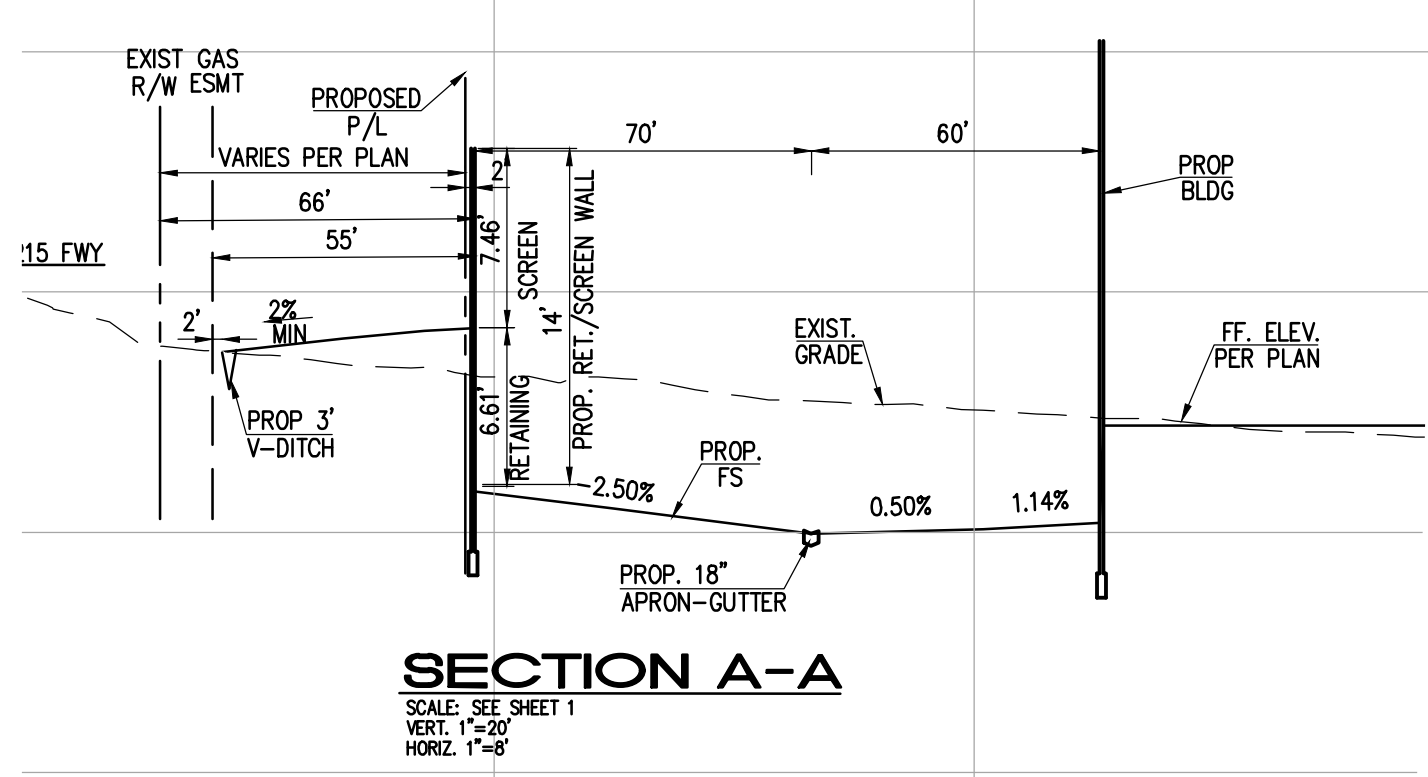 EXIST GAS
R/W ESMT
PROPOSED
P/L
VARIES PER PLAN
66'
55'
15 FWY
2'
2%
MIN
PROP 3'
V-DITCH
2'
7.46'
SCREEN
6.61'
RETAINING
14'
PROP. RET./SCREEN WALL
70'
60'
PROP
BLDG
EXIST.
GRADE
FF. ELEV.
PER PLAN
PROP.
FS
-2.50%
0.50%
1.14%
PROP. 18"
APRON-GUTTER
SECTION A-A
SCALE: SEE SHEET 1
VERT. 1"=20'
HORIZ. 1"=8'